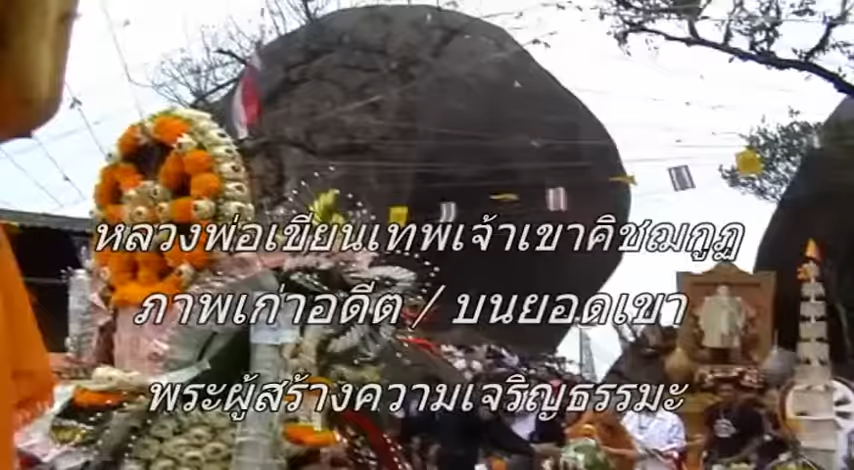 หลวงพ่อเขียนเทพเจ้าเขาคิชฌกูฏ
ภาพเก่าอดีต / บนยอดเขา
พระผู้สร้างความเจริญธรรมะ